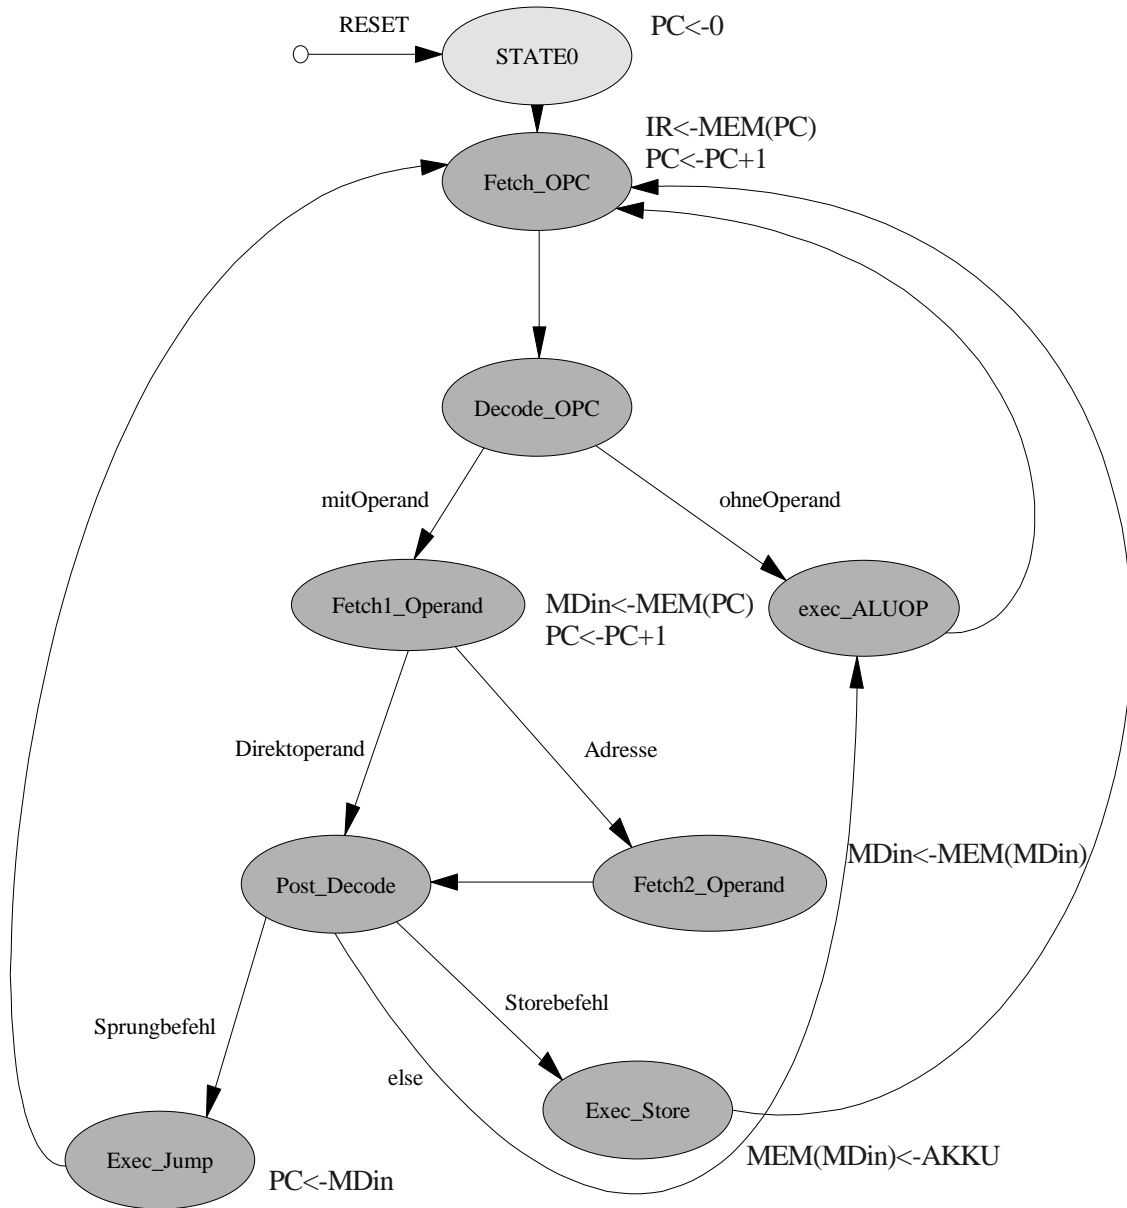 RESET
PC<-0
STATE0
IR<-MEM(PC)
PC<-PC+1
Fetch_OPC
Decode_OPC
mitOperand
ohneOperand
Fetch1_Operand
MDin<-MEM(PC)
PC<-PC+1
exec_ALUOP
Direktoperand
Adresse
MDin<-MEM(MDin)
Post_Decode
Fetch2_Operand
Storebefehl
Sprungbefehl
else
Exec_Store
MEM(MDin)<-AKKU
Exec_Jump
PC<-MDin